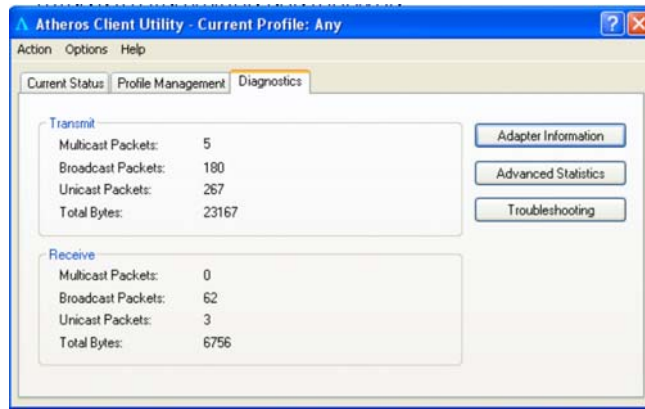 Atheros Client Utility - Current Profile: Any
Action Options Help
Current Status Profile Management Diagnostics
Transmit
Multicast Packets: 5
Broadcast Packets: 180
Unicast Packets: 267
Total Bytes: 23167
Adapter Information
Advanced Statistics
Troubleshooting
Receive
Multicast Packets: 0
Broadcast Packets: 62
Unicast Packets: 3
Total Bytes: 6756